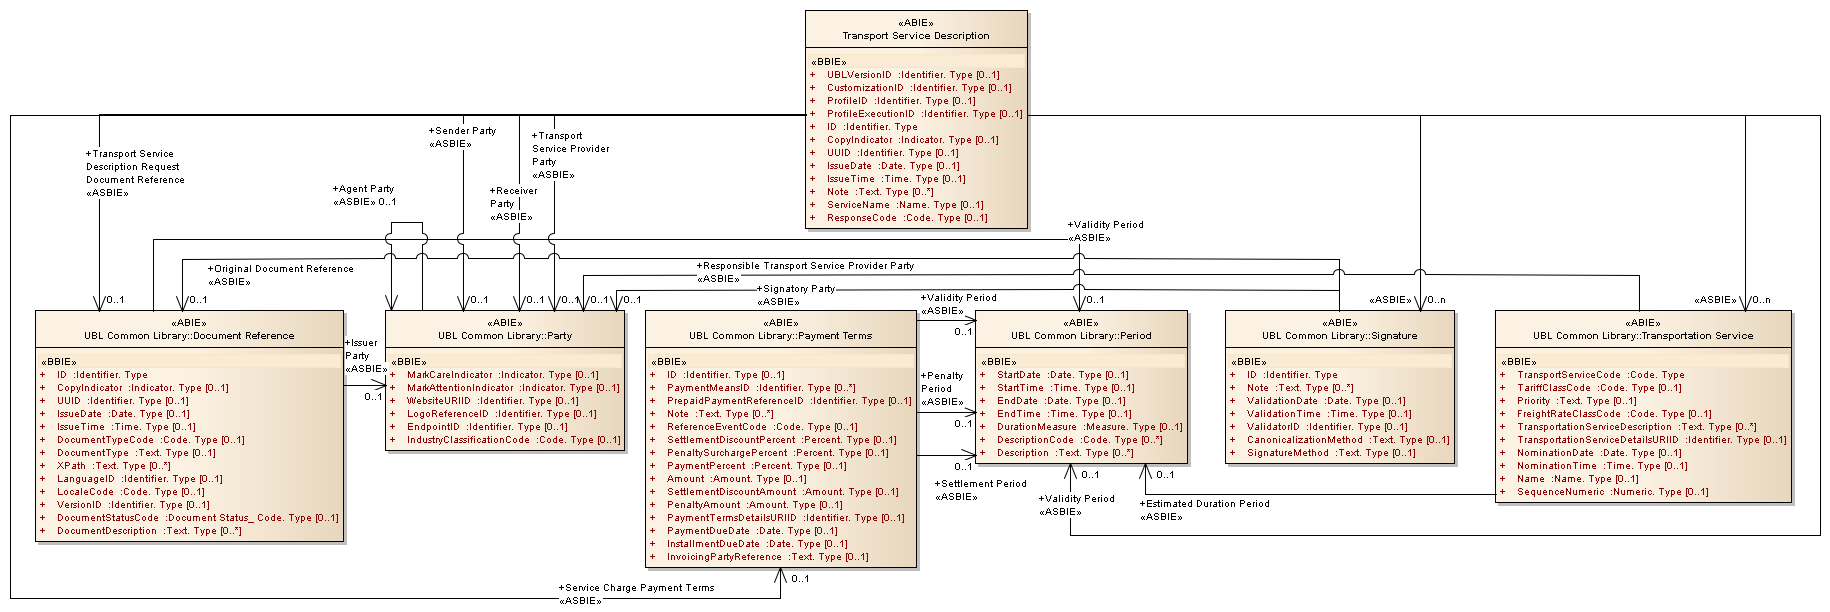 «ABIE»
Transport Service Description
«BBIE»
+ UBLVersionID :Identifier. Type [0..1]
+ CustomizationID :Identifier. Type [0..1]
+ ProfileID :Identifier. Type [0..1]
+ ProfileExecutionID :Identifier. Type [0..1]
+ ID :Identifier. Type
+ CopyIndicator :Indicator. Type [0..1]
+ UUID :Identifier. Type [0..1]
+ IssueDate :Date. Type [0..1]
+ IssueTime :Time. Type [0..1]
+ Note :Text. Type [0..*]
+ ServiceName :Name. Type [0..1]
+ ResponseCode :Code. Type [0..1]
+Transport Service
Description Request
Document Reference
«ASBIE»
0..1
+Agent Party
«ASBIE» 0..1
+Sender Party
«ASBIE»
0..1
+Receiver
Party
«ASBIE»
0..1
+Transport
Service Provider
Party
«ASBIE»
0..1
+Validity Period
«ASBIE»
0..1
+Original Document Reference
«ASBIE»
0..1
+Responsible Transport Service Provider Party
«ASBIE»
0..1
+Signatory Party
«ASBIE»
0..1
«ASBIE» 0..n
«ASBIE» 0..n
«ABIE»
UBL Common Library::Document Reference
«BBIE»
+ ID :Identifier. Type
+ CopyIndicator :Indicator. Type [0..1]
+ UUID :Identifier. Type [0..1]
+ IssueDate :Date. Type [0..1]
+ IssueTime :Time. Type [0..1]
+ DocumentTypeCode :Code. Type [0..1]
+ DocumentType :Text. Type [0..1]
+ XPath :Text. Type [0..*]
+ LanguageID :Identifier. Type [0..1]
+ LocaleCode :Code. Type [0..1]
+ VersionID :Identifier. Type [0..1]
+ DocumentStatusCode :Document Status_ Code. Type [0..1]
+ DocumentDescription :Text. Type [0..*]
+Issuer
Party
«ASBIE»
0..1
«ABIE»
UBL Common Library::Party
«BBIE»
+ MarkCareIndicator :Indicator. Type [0..1]
+ MarkAttentionIndicator :Indicator. Type [0..1]
+ WebsiteURIID :Identifier. Type [0..1]
+ LogoReferenceID :Identifier. Type [0..1]
+ EndpointID :Identifier. Type [0..1]
+ IndustryClassificationCode :Code. Type [0..1]
«ABIE»
UBL Common Library::Payment Terms
«BBIE»
+ ID :Identifier. Type [0..1]
+ PaymentMeansID :Identifier. Type [0..*]
+ PrepaidPaymentReferenceID :Identifier. Type [0..1]
+ Note :Text. Type [0..*]
+ ReferenceEventCode :Code. Type [0..1]
+ SettlementDiscountPercent :Percent. Type [0..1]
+ PenaltySurchargePercent :Percent. Type [0..1]
+ PaymentPercent :Percent. Type [0..1]
+ Amount :Amount. Type [0..1]
+ SettlementDiscountAmount :Amount. Type [0..1]
+ PenaltyAmount :Amount. Type [0..1]
+ PaymentTermsDetailsURIID :Identifier. Type [0..1]
+ PaymentDueDate :Date. Type [0..1]
+ InstallmentDueDate :Date. Type [0..1]
+ InvoicingPartyReference :Text. Type [0..1]
+Validity Period
«ASBIE»
0..1
+Penalty
Period
«ASBIE»
0..1
0..1
+Settlement Period
«ASBIE»
«ABIE»
UBL Common Library::Period
«BBIE»
+ StartDate :Date. Type [0..1]
+ StartTime :Time. Type [0..1]
+ EndDate :Date. Type [0..1]
+ EndTime :Time. Type [0..1]
+ DurationMeasure :Measure. Type [0..1]
+ DescriptionCode :Code. Type [0..*]
+ Description :Text. Type [0..*]
0..1
+Validity Period
«ASBIE»
0..1
+Estimated Duration Period
«ASBIE»
«ABIE»
UBL Common Library::Signature
«BBIE»
+ ID :Identifier. Type
+ Note :Text. Type [0..*]
+ ValidationDate :Date. Type [0..1]
+ ValidationTime :Time. Type [0..1]
+ ValidatorID :Identifier. Type [0..1]
+ CanonicalizationMethod :Text. Type [0..1]
+ SignatureMethod :Text. Type [0..1]
«ABIE»
UBL Common Library::Transportation Service
«BBIE»
+ TransportServiceCode :Code. Type
+ TariffClassCode :Code. Type [0..1]
+ Priority :Text. Type [0..1]
+ FreightRateClassCode :Code. Type [0..1]
+ TransportationServiceDescription :Text. Type [0..*]
+ TransportationServiceDetailsURIID :Identifier. Type [0..1]
+ NominationDate :Date. Type [0..1]
+ NominationTime :Time. Type [0..1]
+ Name :Name. Type [0..1]
+ SequenceNumeric :Numeric. Type [0..1]
+Service Charge Payment Terms
«ASBIE»
0..1